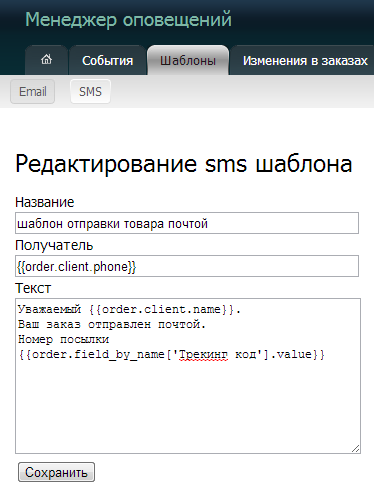 Менеджер оповещений
События Шаблоны Изменения в заказах
Email SMS
Редактирование sms шаблона
Название
шаблон отправки товара почтой
Получатель
{{order.client.phone}}
Текст
Уважаемый {{order.client.name}}.
Ваш заказ отправлен почтой.
Номер посылки
{{order.field_by_name['Трекинг код'].value}}
Сохранить